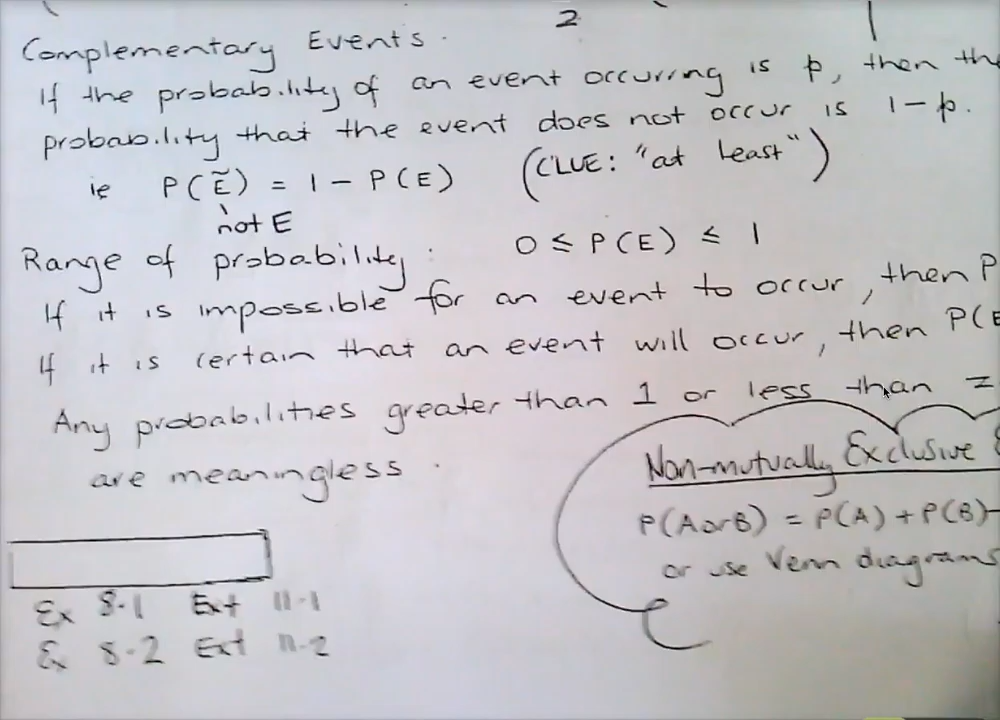 2
Complementary Events.
If the probability of an event occurring is p, then the
probability that the event does not occur is 1 - p.
ie P(Ẽ) = 1 - P(E) (CLUE: "at least")
not E
Range of probability: 0 ≤ P(E) ≤ 1
If it is impossible for an event to occur, then P
If it is certain that an event will occur, then P(E
Any probabilities greater than 1 or less than
are meaningless.
Non-mutually Exclusive
P(A or B) = P(A) + P(B) -
or use Venn diagrams
Ex 8.1 Ext 11.1
Ex 8.2 Ext 11.2